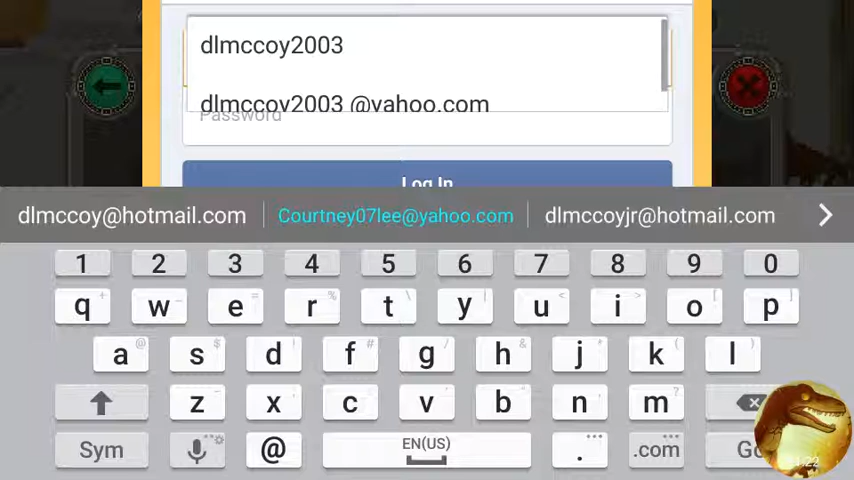 dlmccoy2003
dlmccoy2003 @yahoo.com
Password
Log In
dlmccoy@hotmail.com Courtney07lee@yahoo.com dlmccoyjr@hotmail.com
1 2 3 4 5 6 7 8 9 0
q + w e = r % t \ y | u < i > o [ p ]
a @ s $ d ! f # g / h & j * k ( l )
z x c v b n m ?
Sym @ EN(US) . .com Go